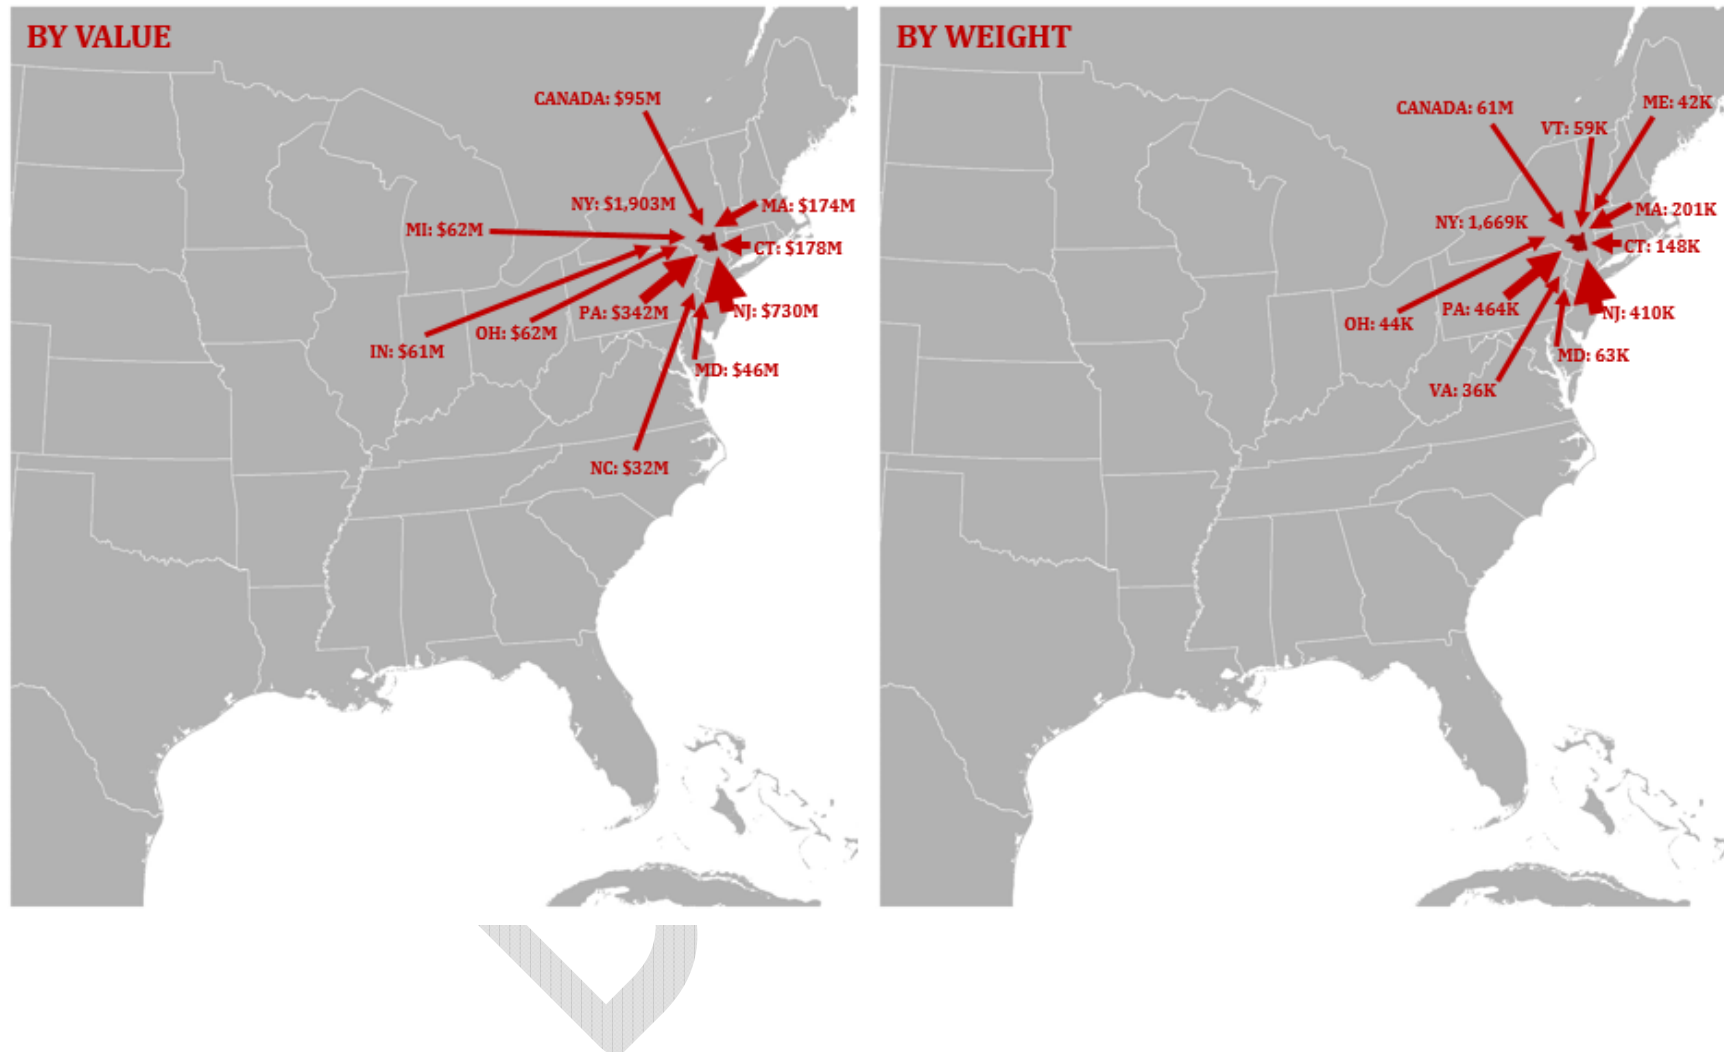 BY VALUE
CANADA: $95M
NY: $1,903M
MA: $174M
MI: $62M
CT: $178M
PA: $342M
NJ: $730M
OH: $62M
IN: $61M
MD: $46M
NC: $32M
BY WEIGHT
ME: 42K
CANADA: 61M
VT: 59K
MA: 201K
NY: 1,669K
CT: 148K
PA: 464K
NJ: 410K
OH: 44K
MD: 63K
VA: 36K